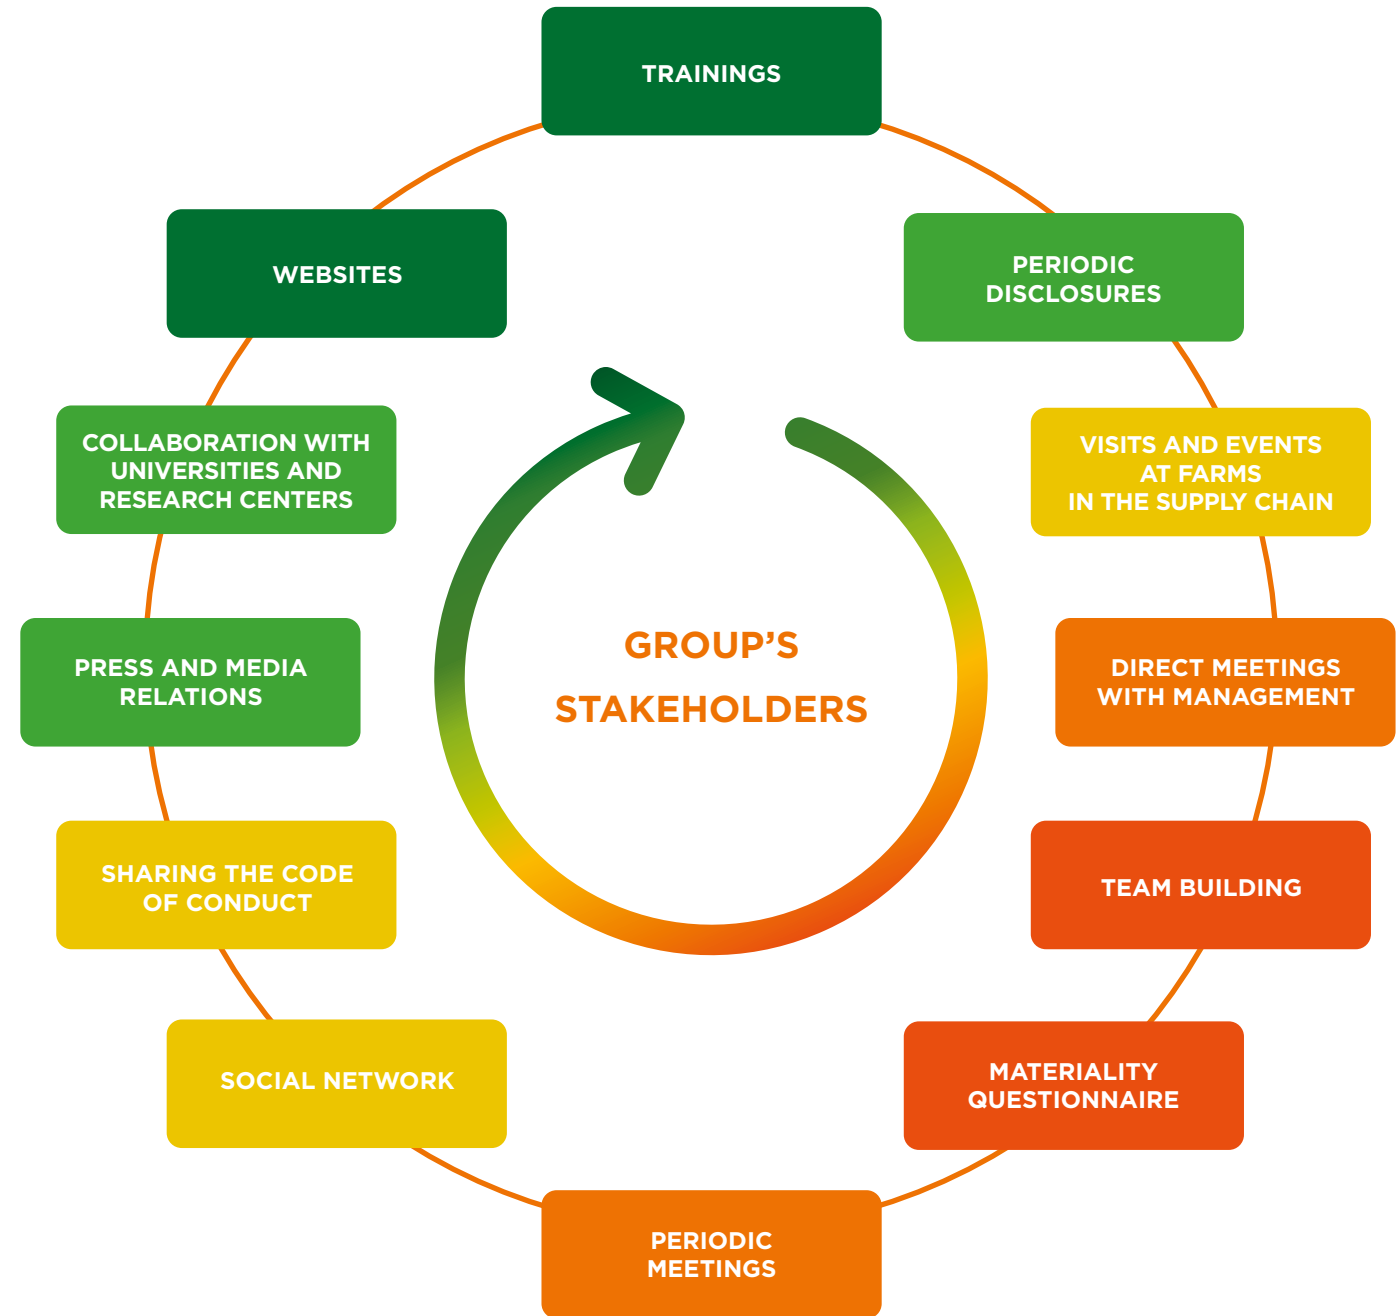 TRAININGS
WEBSITES
PERIODIC
DISCLOSURES
COLLABORATION WITH
UNIVERSITIES AND
RESEARCH CENTERS
VISITS AND EVENTS
AT FARMS
IN THE SUPPLY CHAIN
GROUP’S
STAKEHOLDERS
PRESS AND MEDIA
RELATIONS
DIRECT MEETINGS
WITH MANAGEMENT
SHARING THE CODE
OF CONDUCT
TEAM BUILDING
SOCIAL NETWORK
MATERIALITY
QUESTIONNAIRE
PERIODIC
MEETINGS